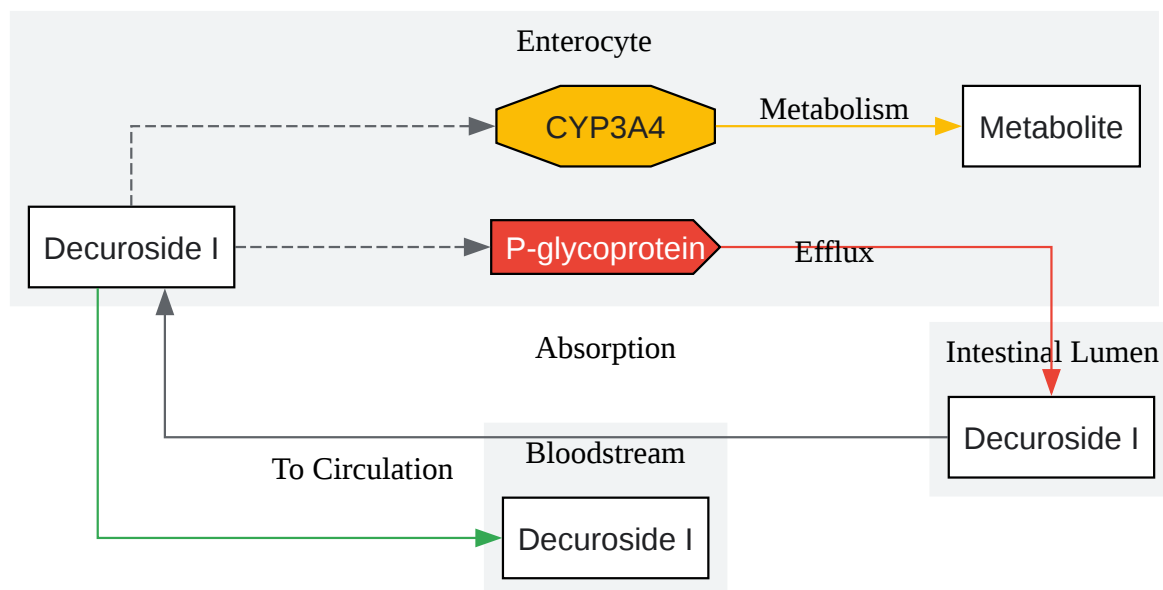 Enterocyte
CYP3A4
Metabolism
Metabolite
Decuroside I
P-glycoprotein
Efflux
Absorption
Intestinal Lumen
Decuroside I
To Circulation
Bloodstream
Decuroside I